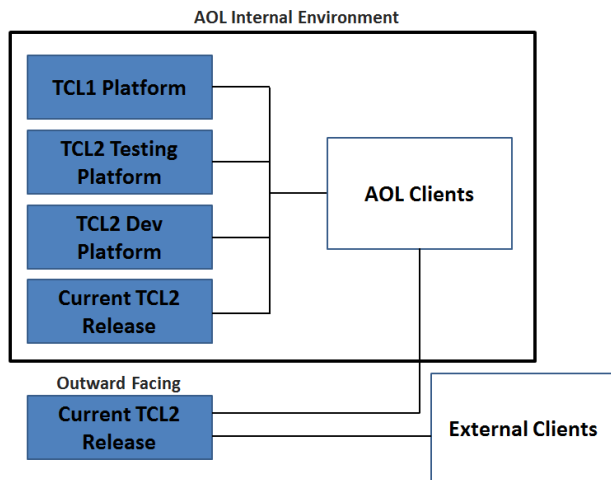 AOL Internal Environment
TCL1 Platform
TCL2 Testing
Platform
TCL2 Dev
Platform
Current TCL2
Release
AOL Clients
Outward Facing
Current TCL2
Release
External Clients